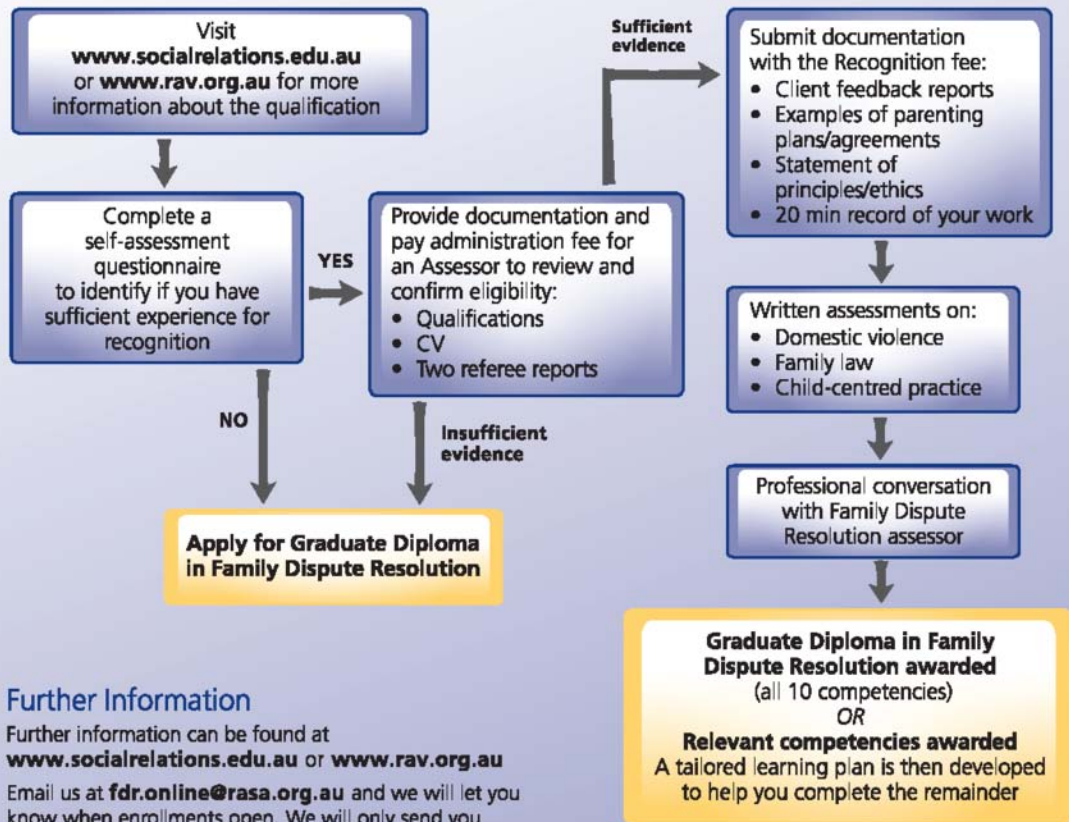 Visit
www.socialrelations.edu.au
or www.rav.org.au for more
information about the qualification
Complete a
self-assessment
questionnaire
to identify if you have
sufficient experience for
recognition
YES
NO
Provide documentation and
pay administration fee for
an Assessor to review and
confirm eligibility:
• Qualifications
• CV
• Two referee reports
Insufficient
evidence
Apply for Graduate Diploma
in Family Dispute Resolution
Sufficient
evidence
Submit documentation
with the Recognition fee:
• Client feedback reports
• Examples of parenting
plans/agreements
• Statement of
principles/ethics
• 20 min record of your work
Written assessments on:
• Domestic violence
• Family law
• Child-centred practice
Professional conversation
with Family Dispute
Resolution assessor
Graduate Diploma in Family
Dispute Resolution awarded
(all 10 competencies)
OR
Relevant competencies awarded
A tailored learning plan is then developed
to help you complete the remainder
Further Information
Further information can be found at
www.socialrelations.edu.au or www.rav.org.au
Email us at fdr.online@rasa.org.au and we will let you
know when enrollments open. We will only send you